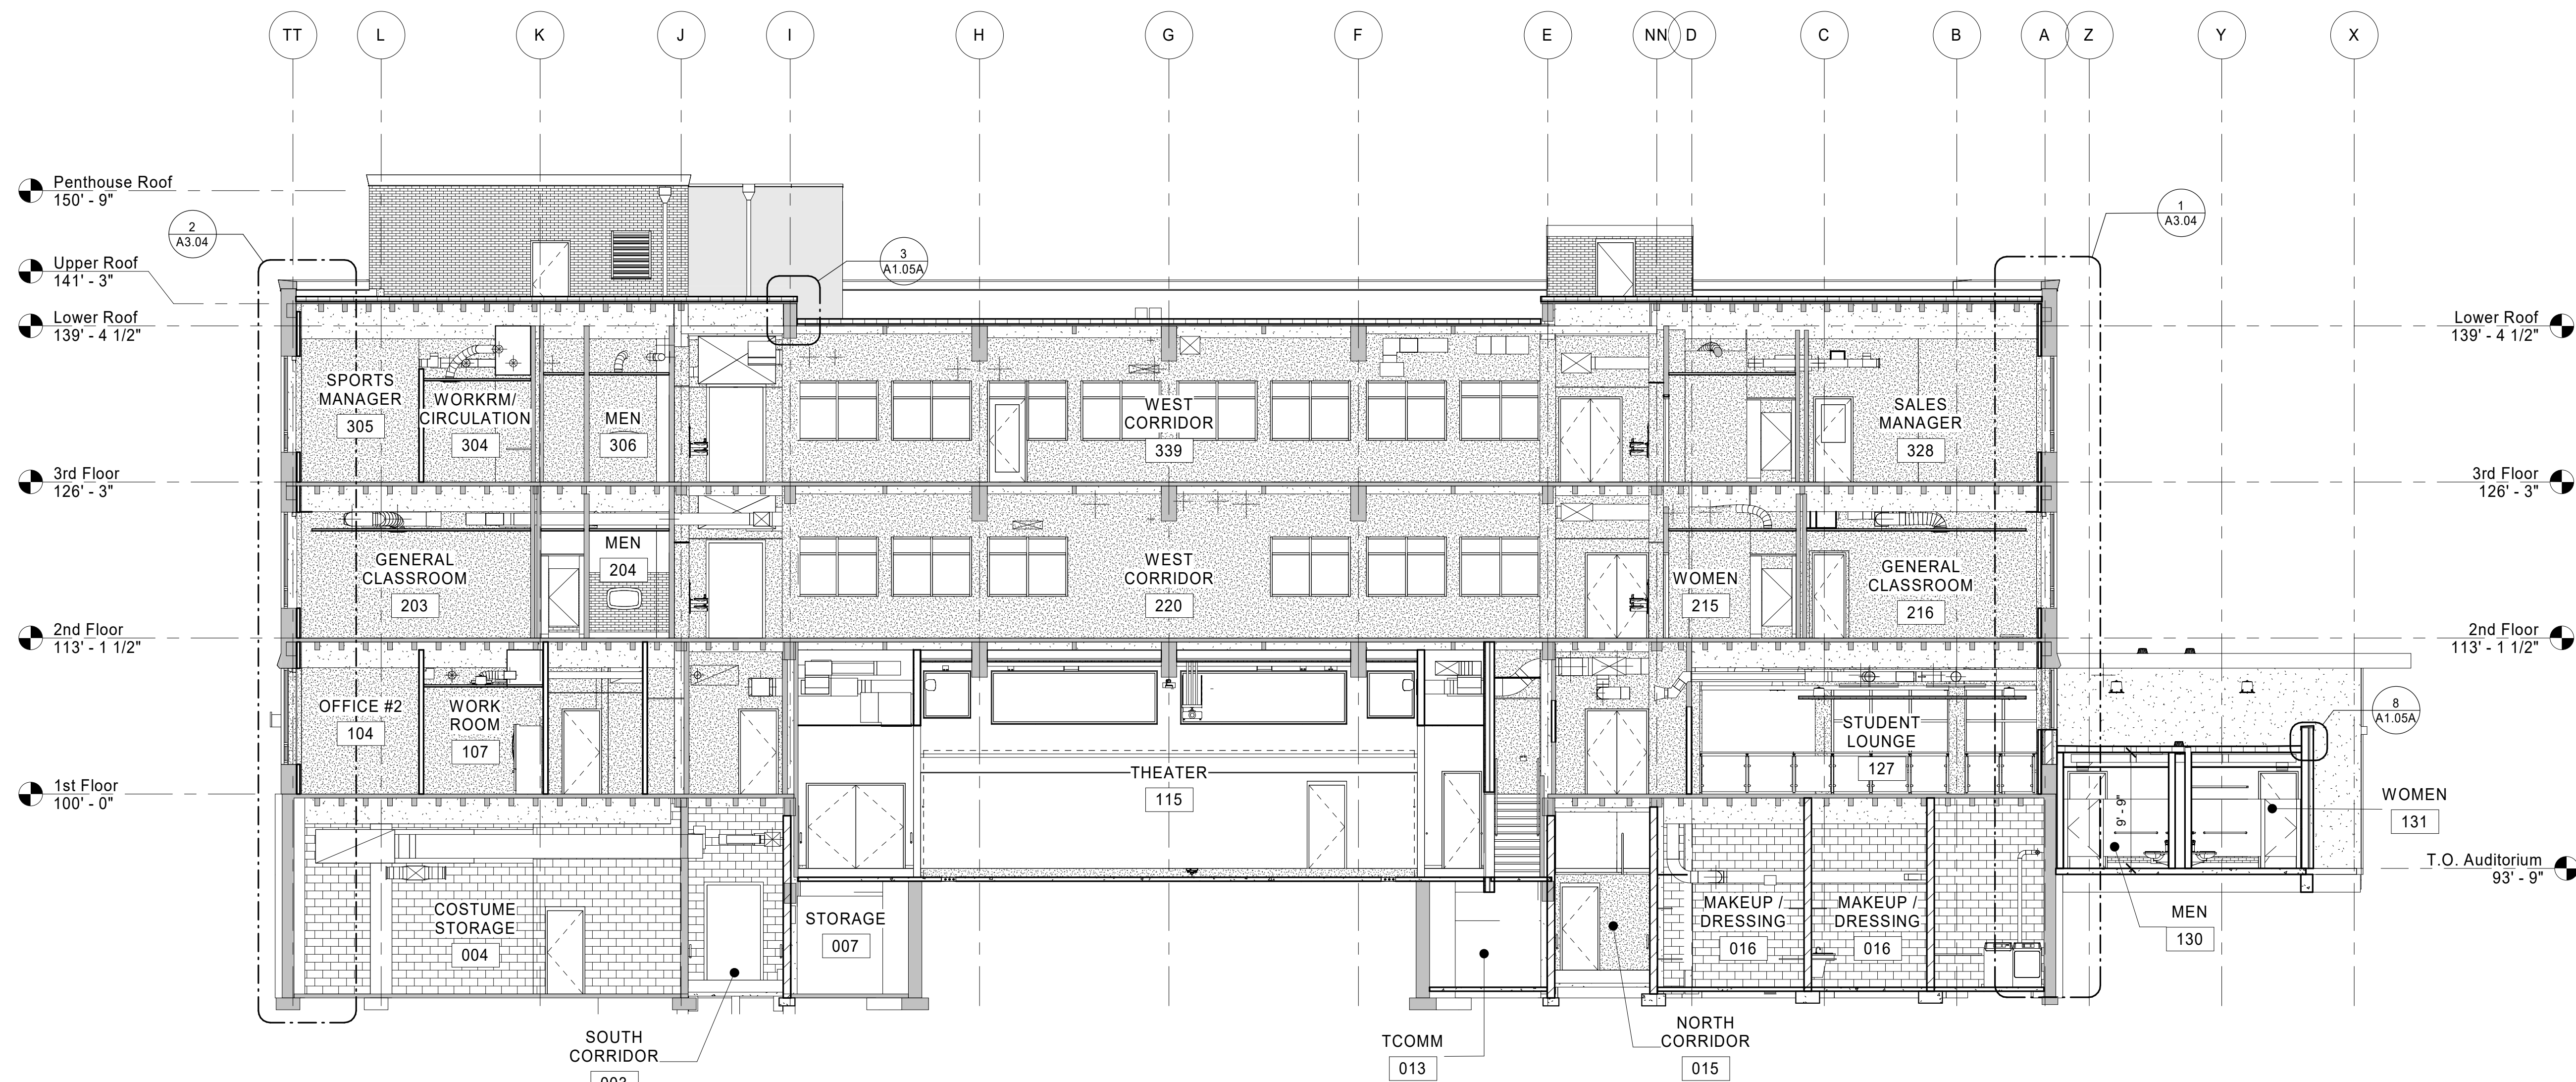 TT L K J I H G F E NN D C B A Z Y X
Penthouse Roof
150' - 9"
2
A3.04
1
A3.04
Upper Roof
141' - 3"
3
A1.05A
Lower Roof
139' - 4 1/2"
Lower Roof
139' - 4 1/2"
SPORTS
MANAGER
305
WORKRM/
CIRCULATION
304
MEN
306
WEST
CORRIDOR
339
SALES
MANAGER
328
3rd Floor
126' - 3"
3rd Floor
126' - 3"
GENERAL
CLASSROOM
203
MEN
204
WEST
CORRIDOR
220
WOMEN
215
GENERAL
CLASSROOM
216
2nd Floor
113' - 1 1/2"
2nd Floor
113' - 1 1/2"
OFFICE #2
104
WORK
ROOM
107
THEATER
115
STUDENT
LOUNGE
127
8
A1.05A
1st Floor
100' - 0"
9' - 9"
WOMEN
131
T.O. Auditorium
93' - 9"
COSTUME
STORAGE
004
STORAGE
007
MAKEUP /
DRESSING
016
MAKEUP /
DRESSING
016
MEN
130
SOUTH
CORRIDOR
TCOMM
013
NORTH
CORRIDOR
015